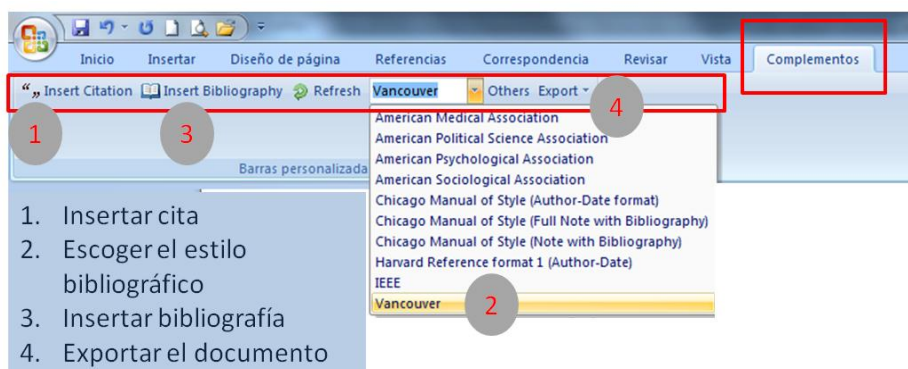 Inicio Insertar Diseño de página Referencias Correspondencia Revisar Vista Complementos
“„ Insert Citation Insert Bibliography Refresh Vancouver Others Export
1
3
4
American Medical Association
American Political Science Association
American Psychological Association
American Sociological Association
Chicago Manual of Style (Author-Date format)
Chicago Manual of Style (Full Note with Bibliography)
Chicago Manual of Style (Note with Bibliography)
Harvard Reference format 1 (Author-Date)
IEEE
Vancouver
2
Barras personalizada
1. Insertar cita
2. Escoger el estilo
bibliográfico
3. Insertar bibliografía
4. Exportar el documento